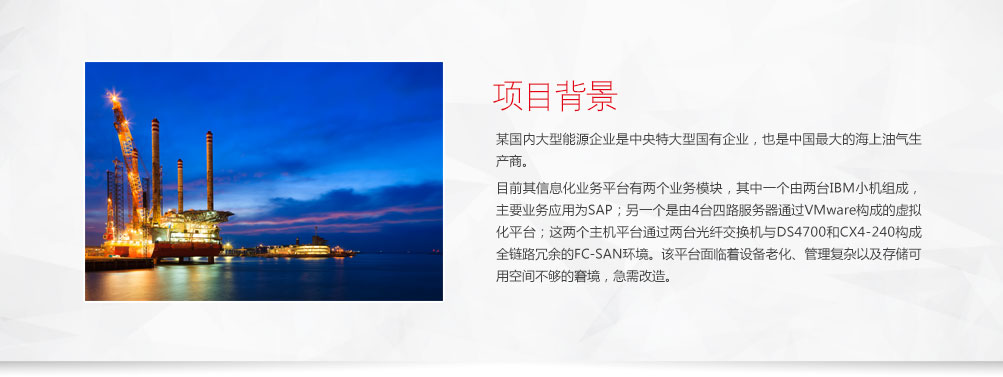 项目背景
某国内大型能源企业是中央特大型国有企业，也是中国最大的海上油气生
产商。
目前其信息化业务平台有两个业务模块，其中一个由两台IBM小机组成，
主要业务应用为SAP；另一个是由4台四路服务器通过VMware构成的虚拟
化平台；这两个主机平台通过两台光纤交换机与DS4700和CX4-240构成
全链路冗余的FC-SAN环境。该平台面临着设备老化、管理复杂以及存储可
用空间不够的窘境，急需改造。